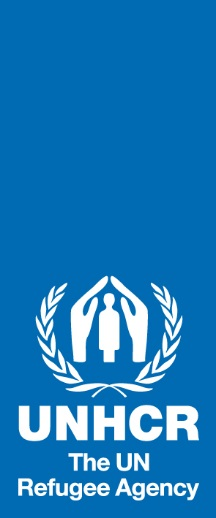 UNHCR
The UN
Refugee Agency